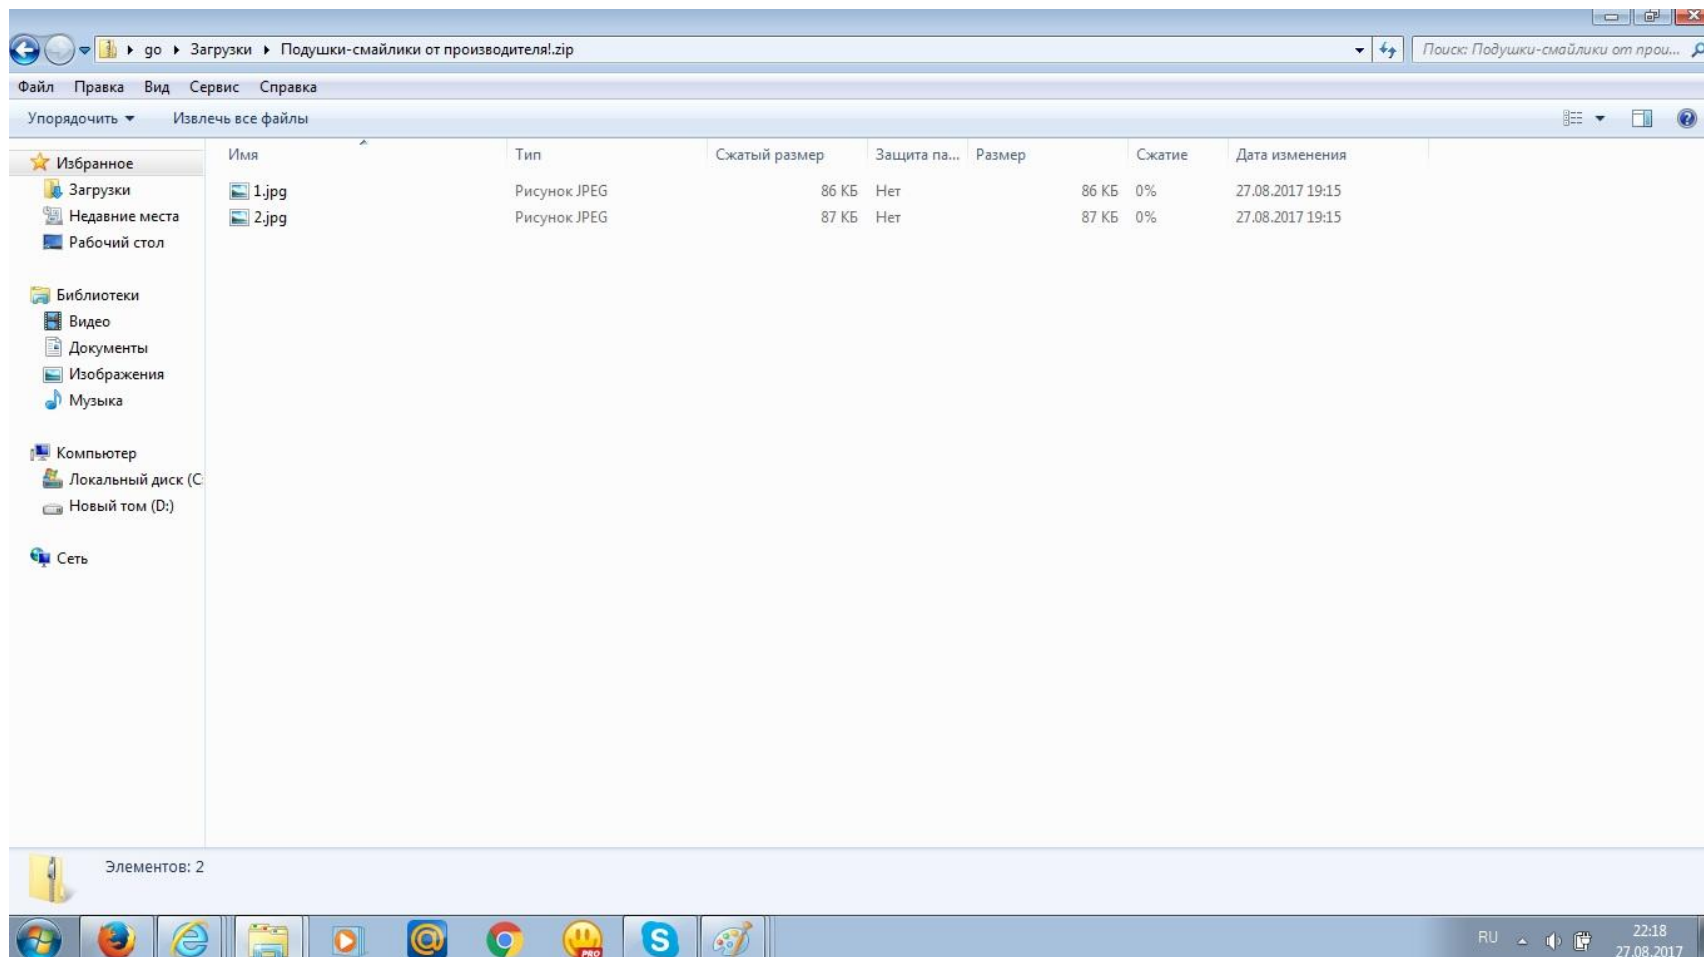 go ▸ Загрузки ▸ Подушки-смайлики от производителя!.zip
Поиск: Подушки-смайлики от прои...
Файл Правка Вид Сервис Справка
Упорядочить Извлечь все файлы
Имя Тип Сжатый размер Защита па... Размер Сжатие Дата изменения
1.jpg Рисунок JPEG 86 КБ Нет 86 КБ 0% 27.08.2017 19:15
2.jpg Рисунок JPEG 87 КБ Нет 87 КБ 0% 27.08.2017 19:15
Избранное
Загрузки
Недавние места
Рабочий стол
Библиотеки
Видео
Документы
Изображения
Музыка
Компьютер
Локальный диск (C:
Новый том (D:)
Сеть
Элементов: 2
PRO
RU 22:18
27.08.2017